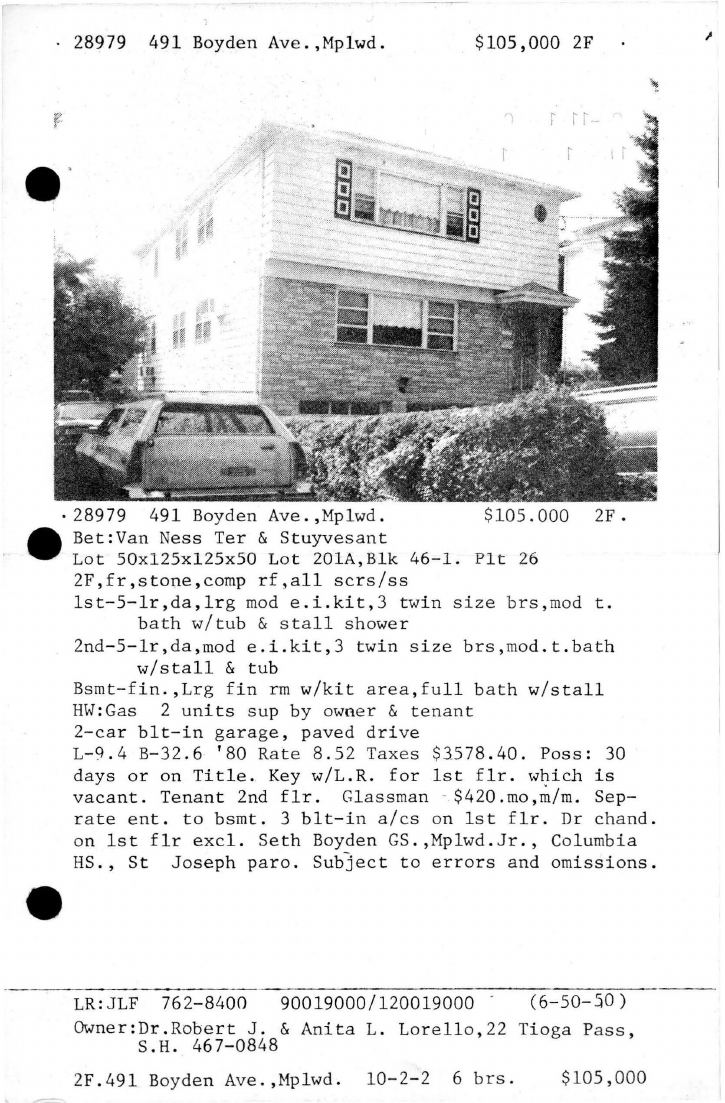 28979 491 Boyden Ave.,Mplwd. $105,000 2F
28979 491 Boyden Ave.,Mplwd. $105.000 2F.
Bet:Van Ness Ter & Stuyvesant
Lot 50x125x125x50 Lot 201A,Blk 46-1. Plt 26
2F,fr,stone,comp rf,all scrs/ss
1st-5-lr,da,lrg mod e.i.kit,3 twin size brs,mod t.
bath w/tub & stall shower
2nd-5-lr,da,mod e.i.kit,3 twin size brs,mod.t.bath
w/stall & tub
Bsmt-fin.,Lrg fin rm w/kit area,full bath w/stall
HW:Gas 2 units sup by owner & tenant
2-car blt-in garage, paved drive
L-9.4 B-32.6 '80 Rate 8.52 Taxes $3578.40. Poss: 30
days or on Title. Key w/L.R. for 1st flr. which is
vacant. Tenant 2nd flr. Glassman - $420.mo,m/m. Sep-
rate ent. to bsmt. 3 blt-in a/cs on 1st flr. Dr chand.
on 1st flr excl. Seth Boyden GS.,Mplwd.Jr., Columbia
HS., St Joseph paro. Subject to errors and omissions.
LR:JLF 762-8400 90019000/120019000 (6-50-50)
Owner:Dr.Robert J. & Anita L. Lorello,22 Tioga Pass,
S.H. 467-0848
2F.491 Boyden Ave.,Mplwd. 10-2-2 6 brs. $105,000